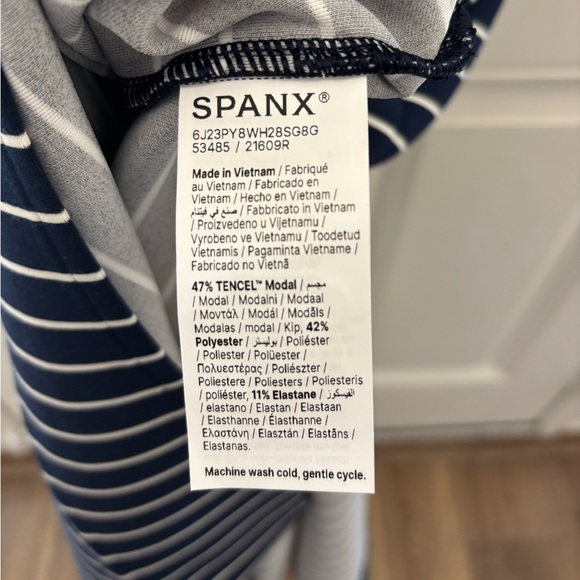 SPANX®
6J23PY8WH28SG8G
53485 / 21609R
Made in Vietnam / Fabriqué
au Vietnam / Fabricado en
Vietnam / Hecho en Vietnam
/ صنع في فيتنام / Fabbricato in Vietnam
/ Proizvedeno u Vijetnamu /
Vyrobeno ve Vietnamu / Toodetud
Vietnamis / Pagaminta Vietname /
Fabricado no Vietnã
47% TENCEL™ Modal /
/ Modal / Modalni / Modaal
/ Μοντάλ / Modál / Modāls /
Modalas / modal / Kip, 42%
Polyester / بوليستر / Poliéster
/ Poliester / Polüester /
Πολυεστέρας / Poliészter /
Poliestere / Poliesters / Poliesteris
/ poliéster, 11% Elastane /
/ elastano / Elastan / Elastaan
/ Elasthanne / Élasthanne /
Ελαστάνη / Elasztán / Elastāns /
Elastanas.
Machine wash cold, gentle cycle.